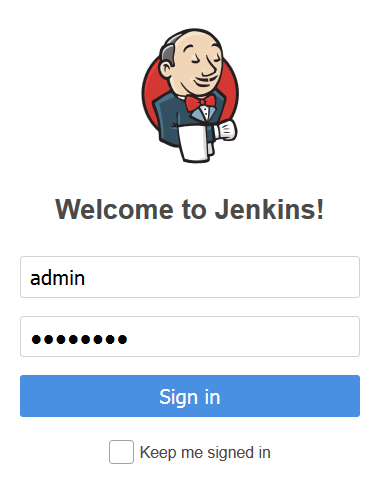 Welcome to Jenkins!
admin
●●●●●●●●
Sign in
Keep me signed in